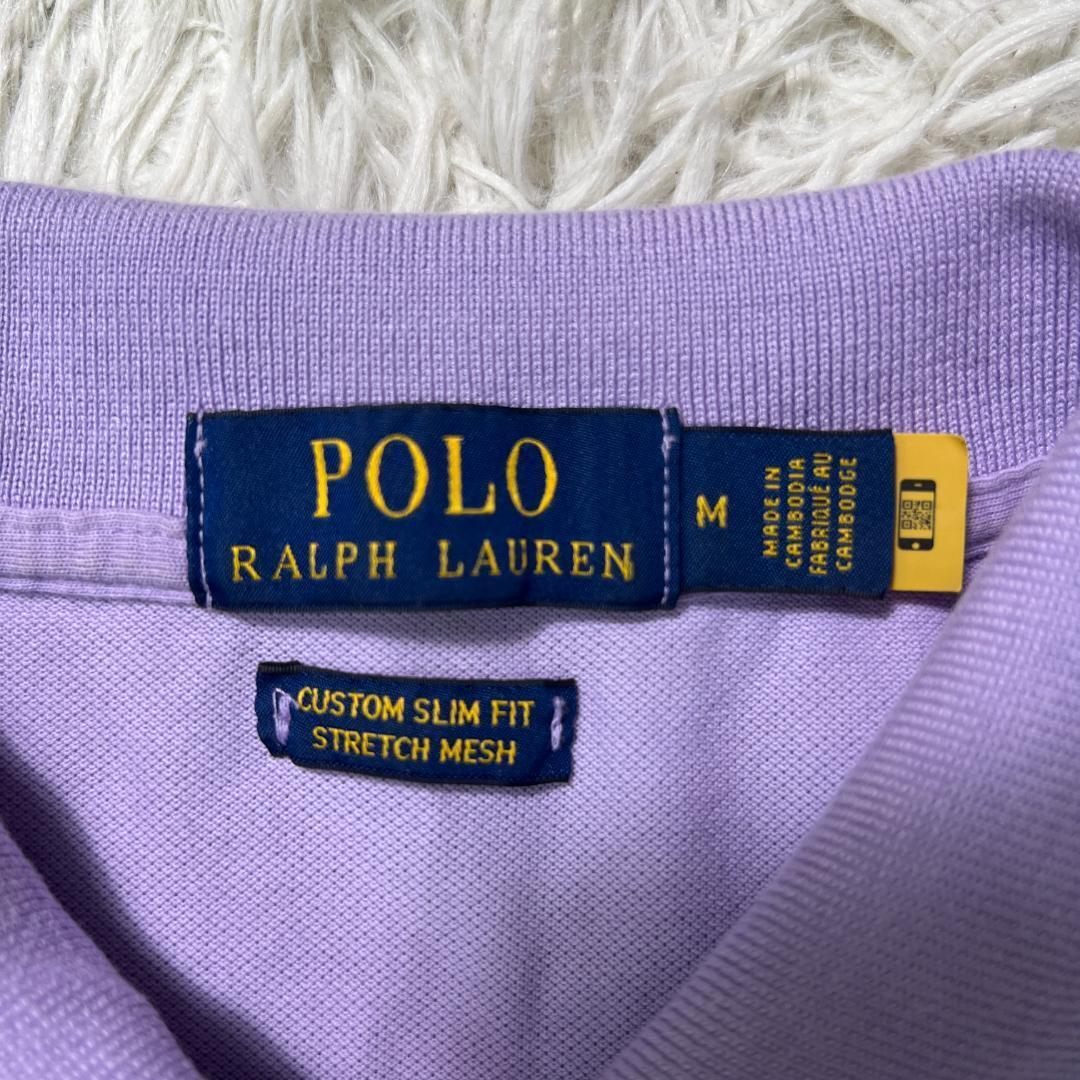 POLO
RALPH LAUREN
M
MADE IN
CAMBODIA
FABRIQUÉ AU
CAMBODGE
CUSTOM SLIM FIT
STRETCH MESH